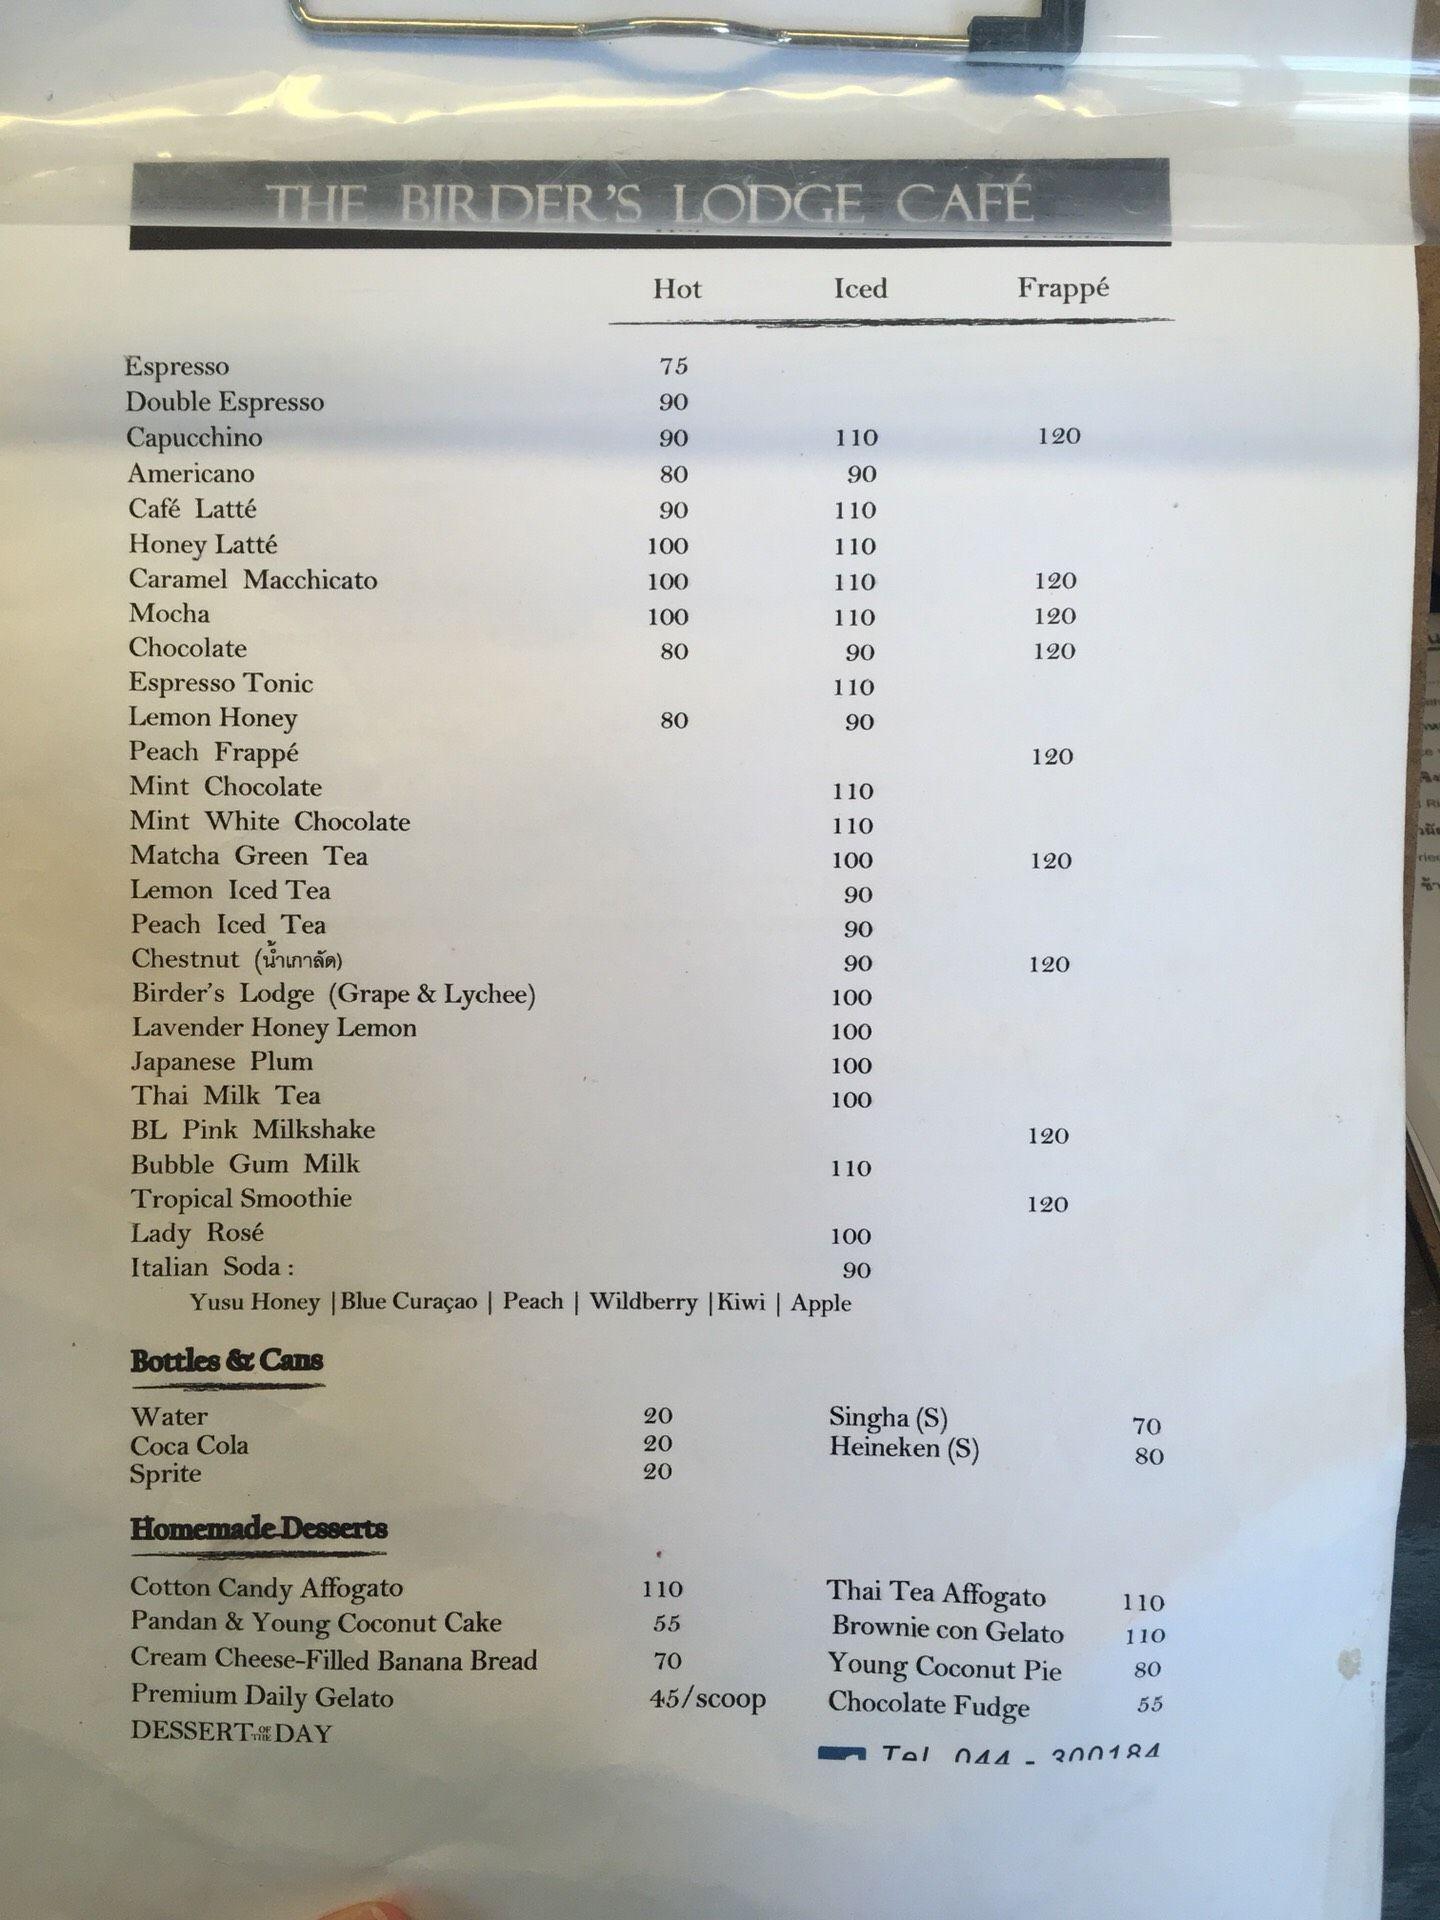 THE BIRDER'S LODGE CAFÉ
Hot Iced Frappé
Espresso 75
Double Espresso 90
Capucchino 90 110 120
Americano 80 90
Café Latté 90 110
Honey Latté 100 110
Caramel Macchicato 100 110 120
Mocha 100 110 120
Chocolate 80 90 120
Espresso Tonic 110
Lemon Honey 80 90
Peach Frappé 120
Mint Chocolate 110
Mint White Chocolate 110
Matcha Green Tea 100 120
Lemon Iced Tea 90
Peach Iced Tea 90
Chestnut (น้ำเกาลัด) 90 120
Birder's Lodge (Grape & Lychee) 100
Lavender Honey Lemon 100
Japanese Plum 100
Thai Milk Tea 100
BL Pink Milkshake 120
Bubble Gum Milk 110
Tropical Smoothie 120
Lady Rosé 100
Italian Soda : 90
Yusu Honey | Blue Curaçao | Peach | Wildberry | Kiwi | Apple
Bottles & Cans
Water 20 Singha (S) 70
Coca Cola 20 Heineken (S) 80
Sprite 20
Homemade Desserts
Cotton Candy Affogato 110 Thai Tea Affogato 110
Pandan & Young Coconut Cake 55 Brownie con Gelato 110
Cream Cheese-Filled Banana Bread 70 Young Coconut Pie 80
Premium Daily Gelato 45/scoop Chocolate Fudge 55
DESSERT OF THE DAY
Tel 044 - 300184